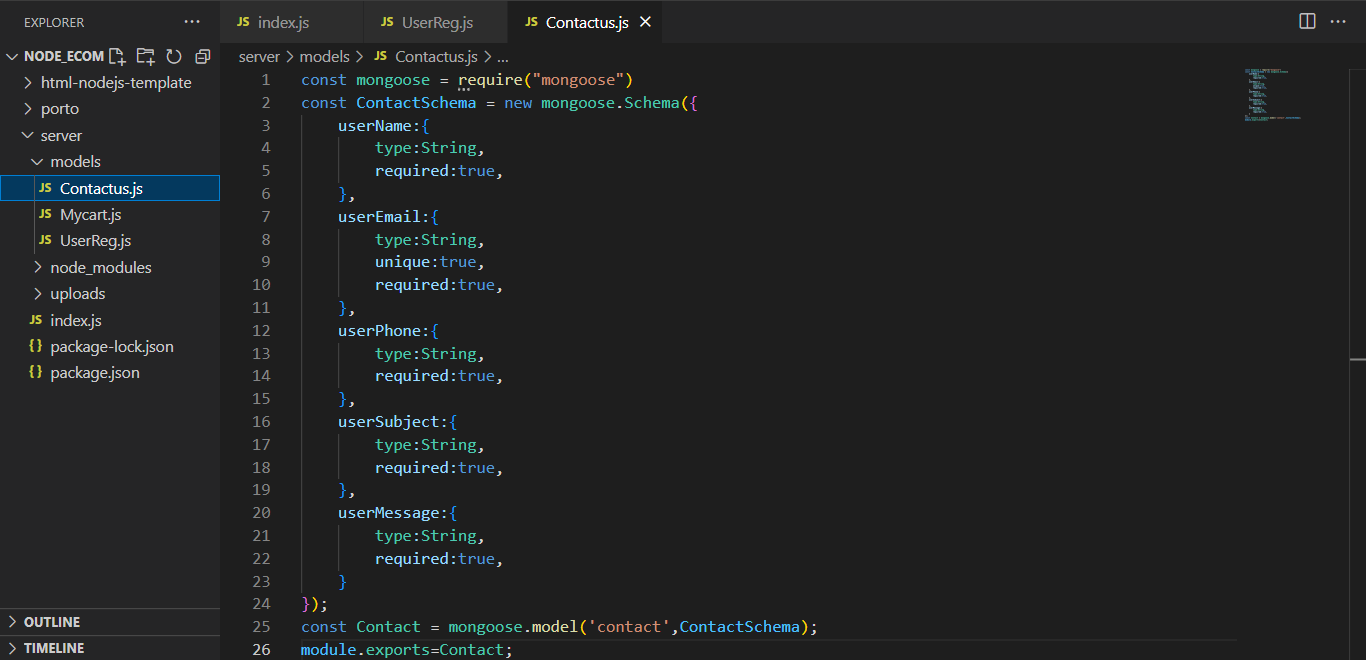 EXPLORER ...
NODE_ECOM
html-nodejs-template
porto
server
models
JS Contactus.js
JS Mycart.js
JS UserReg.js
node_modules
uploads
JS index.js
{} package-lock.json
{} package.json
OUTLINE
TIMELINE
JS index.js JS UserReg.js JS Contactus.js
server > models > JS Contactus.js > ...
1 const mongoose = require("mongoose")
2 const ContactSchema = new mongoose.Schema({
3 userName:{
4 type:String,
5 required:true,
6 },
7 userEmail:{
8 type:String,
9 unique:true,
10 required:true,
11 },
12 userPhone:{
13 type:String,
14 required:true,
15 },
16 userSubject:{
17 type:String,
18 required:true,
19 },
20 userMessage:{
21 type:String,
22 required:true,
23 }
24 });
25 const Contact = mongoose.model('contact',ContactSchema);
26 module.exports=Contact;